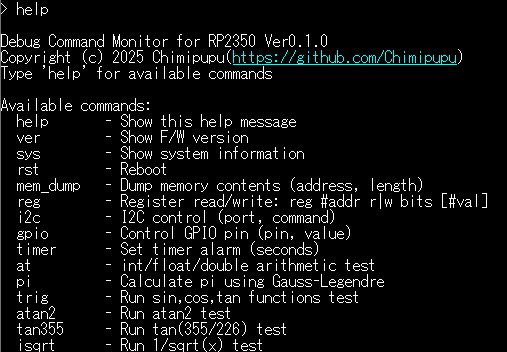 > help
Debug Command Monitor for RP2350 Ver0.1.0
Copyright (c) 2025 Chimipupu(https://github.com/Chimipupu)
Type 'help' for available commands
Available commands:
help - Show this help message
ver - Show F/W version
sys - Show system information
rst - Reboot
mem_dump - Dump memory contents (address, length)
reg - Register read/write: reg #addr r|w bits [#val]
i2c - I2C control (port, command)
gpio - Control GPIO pin (pin, value)
timer - Set timer alarm (seconds)
at - int/float/double arithmetic test
pi - Calculate pi using Gauss-Legendre
trig - Run sin,cos,tan functions test
atan2 - Run atan2 test
tan355 - Run tan(355/226) test
isqrt - Run 1/sqrt(x) test